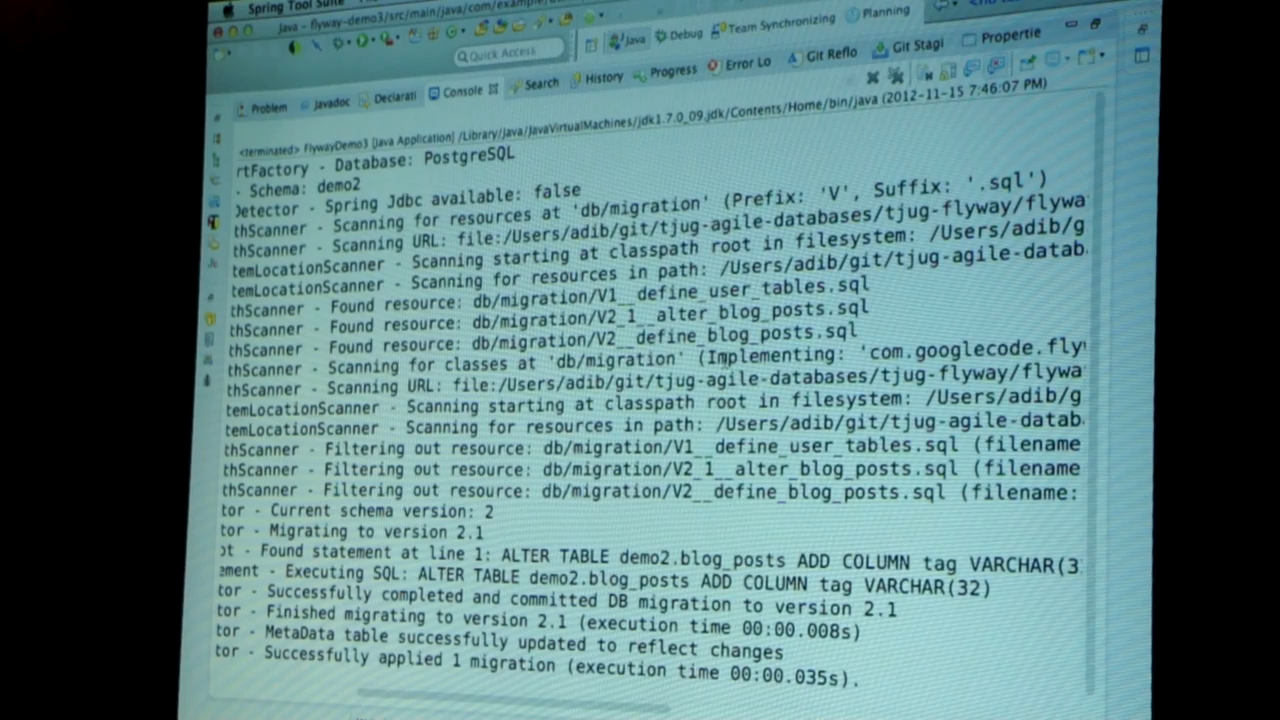 Spring Tool Suite
Java - flyway-demo3/src/main/java/com/example/
Quick Access
Java Debug Team Synchronizing Planning
Problem Javadoc Declarati Console Search History Progress Error Lo Git Reflo Git Stagi Propertie
<terminated> FlywayDemo3 [Java Application] /Library/Java/JavaVirtualMachines/jdk1.7.0_09.jdk/Contents/Home/bin/java (2012-11-15 7:46:07 PM)
rtFactory - Database: PostgreSQL
- Schema: demo2
Detector - Spring Jdbc available: false
thScanner - Scanning for resources at 'db/migration' (Prefix: 'V', Suffix: '.sql')
thScanner - Scanning URL: file:/Users/adib/git/tjug-agile-databases/tjug-flyway/flywa
temLocationScanner - Scanning starting at classpath root in filesystem: /Users/adib/g
temLocationScanner - Scanning for resources in path: /Users/adib/git/tjug-agile-datab
thScanner - Found resource: db/migration/V1__define_user_tables.sql
thScanner - Found resource: db/migration/V2_1__alter_blog_posts.sql
thScanner - Found resource: db/migration/V2__define_blog_posts.sql
thScanner - Scanning for classes at 'db/migration' (Implementing: 'com.googlecode.fly
thScanner - Scanning URL: file:/Users/adib/git/tjug-agile-databases/tjug-flyway/flywa
temLocationScanner - Scanning starting at classpath root in filesystem: /Users/adib/g
temLocationScanner - Scanning for resources in path: /Users/adib/git/tjug-agile-datab
thScanner - Filtering out resource: db/migration/V1__define_user_tables.sql (filename
thScanner - Filtering out resource: db/migration/V2_1__alter_blog_posts.sql (filename
thScanner - Filtering out resource: db/migration/V2__define_blog_posts.sql (filename:
tor - Current schema version: 2
tor - Migrating to version 2.1
pt - Found statement at line 1: ALTER TABLE demo2.blog_posts ADD COLUMN tag VARCHAR(3
ement - Executing SQL: ALTER TABLE demo2.blog_posts ADD COLUMN tag VARCHAR(32)
tor - Successfully completed and committed DB migration to version 2.1
tor - Finished migrating to version 2.1 (execution time 00:00.008s)
tor - MetaData table successfully updated to reflect changes
tor - Successfully applied 1 migration (execution time 00:00.035s).